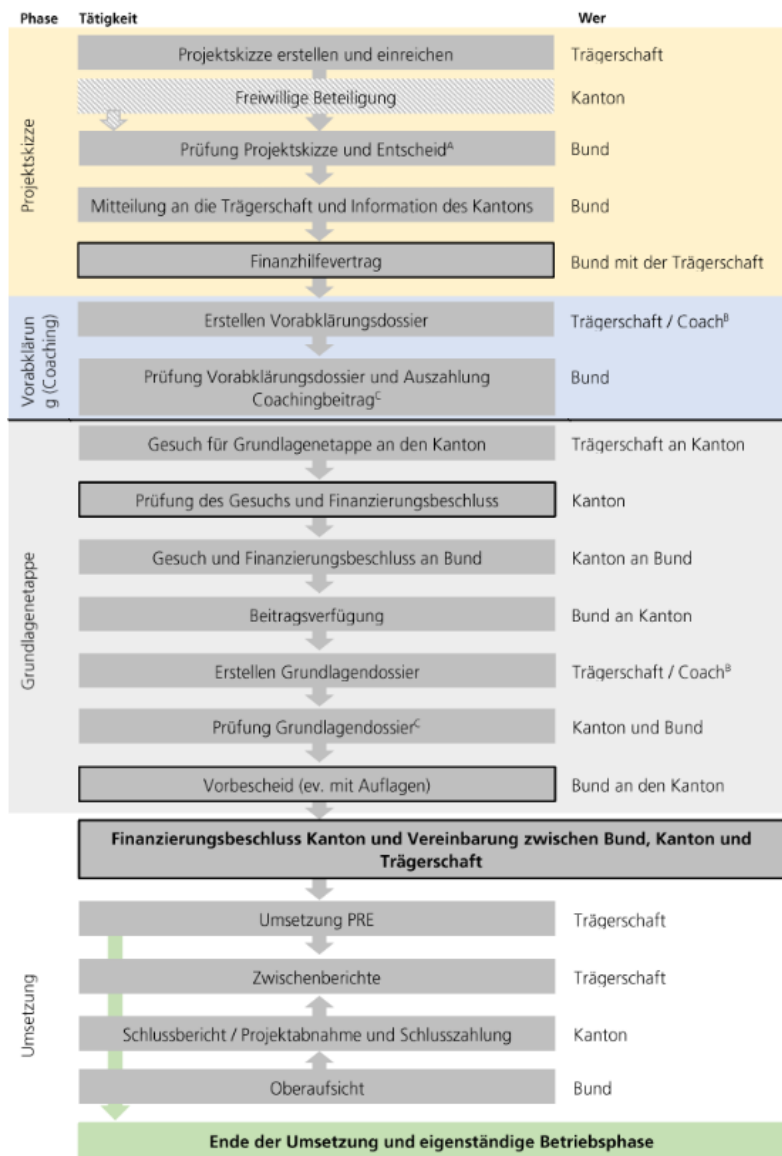 Phase Tätigkeit Wer
Projektskizze
Projektskizze erstellen und einreichen Trägerschaft
Freiwillige Beteiligung Kanton
Prüfung Projektskizze und Entscheidᴬ Bund
Mitteilung an die Trägerschaft und Information des Kantons Bund
Finanzhilfevertrag Bund mit der Trägerschaft
Vorabklärun
g (Coaching)
Erstellen Vorabklärungsdossier Trägerschaft / Coachᴮ
Prüfung Vorabklärungsdossier und Auszahlung
Coachingbeitragᶜ
Bund
Grundlagenetappe
Gesuch für Grundlagenetappe an den Kanton Trägerschaft an Kanton
Prüfung des Gesuchs und Finanzierungsbeschluss Kanton
Gesuch und Finanzierungsbeschluss an Bund Kanton an Bund
Beitragsverfügung Bund an Kanton
Erstellen Grundlagendossier Trägerschaft / Coachᴮ
Prüfung Grundlagendossierᶜ Kanton und Bund
Vorbescheid (ev. mit Auflagen) Bund an den Kanton
Finanzierungsbeschluss Kanton und Vereinbarung zwischen Bund, Kanton und
Trägerschaft
Umsetzung
Umsetzung PRE Trägerschaft
Zwischenberichte Trägerschaft
Schlussbericht / Projektabnahme und Schlusszahlung Kanton
Oberaufsicht Bund
Ende der Umsetzung und eigenständige Betriebsphase